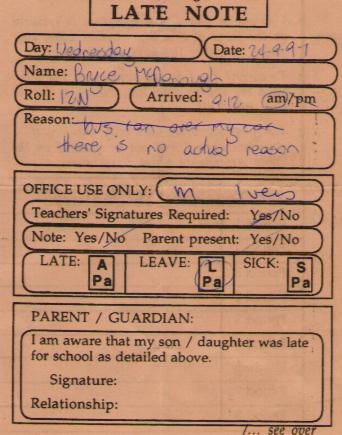 LATE NOTE
Day: Wednesday Date: 24-9-97
Name: Bruce McDonough
Roll: 12N Arrived: 9.12 am/pm
Reason: bus ran over my cat
there is no actual reason
OFFICE USE ONLY: M Ivers
Teachers' Signatures Required: Yes/No
Note: Yes/No Parent present: Yes/No
LATE: A Pa LEAVE: L Pa SICK: S Pa
PARENT / GUARDIAN:
I am aware that my son / daughter was late
for school as detailed above.
Signature:
Relationship:
/... see over